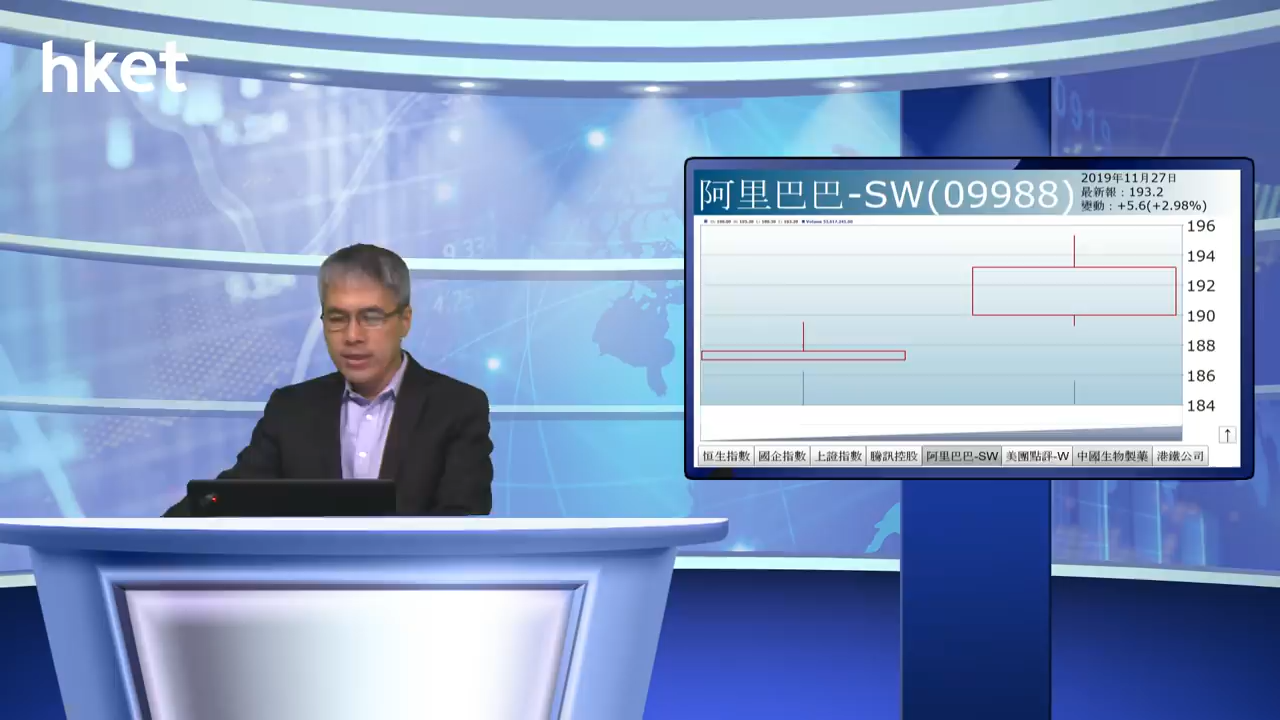 hket
阿里巴巴-SW(09988)
2019年11月27日
最新報：193.2
變動：+5.6(+2.98%)
196
194
192
190
188
186
184
↑
恒生指數 國企指數 上證指數 騰訊控股 阿里巴巴-SW 美團點評-W 中國生物製藥 港鐵公司